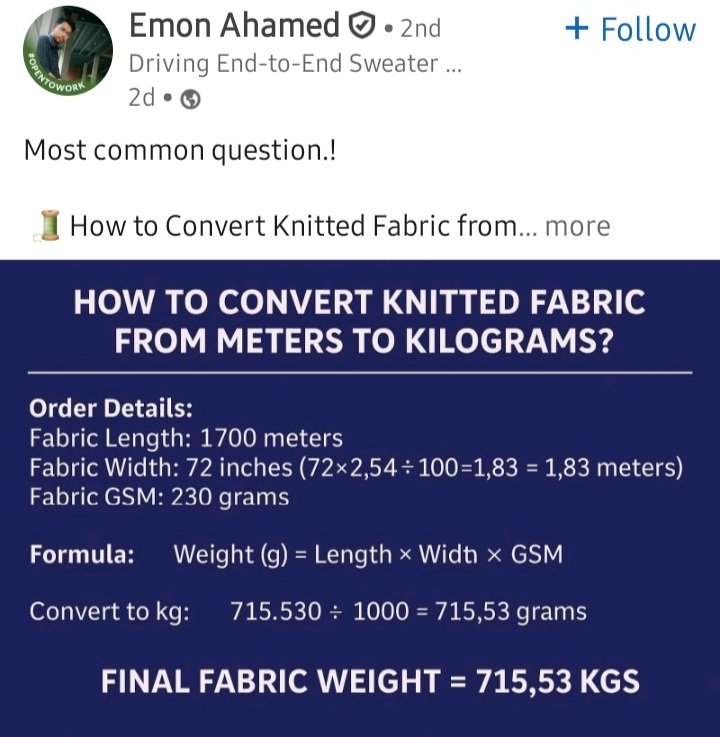 Emon Ahamed • 2nd
+ Follow
Driving End-to-End Sweater ...
2d •
#OPENTOWORK
Most common question.!
🧵 How to Convert Knitted Fabric from... more
HOW TO CONVERT KNITTED FABRIC
FROM METERS TO KILOGRAMS?
Order Details:
Fabric Length: 1700 meters
Fabric Width: 72 inches (72×2,54÷100=1,83 = 1,83 meters)
Fabric GSM: 230 grams
Formula: Weight (g) = Length × Width × GSM
Convert to kg: 715.530 ÷ 1000 = 715,53 grams
FINAL FABRIC WEIGHT = 715,53 KGS